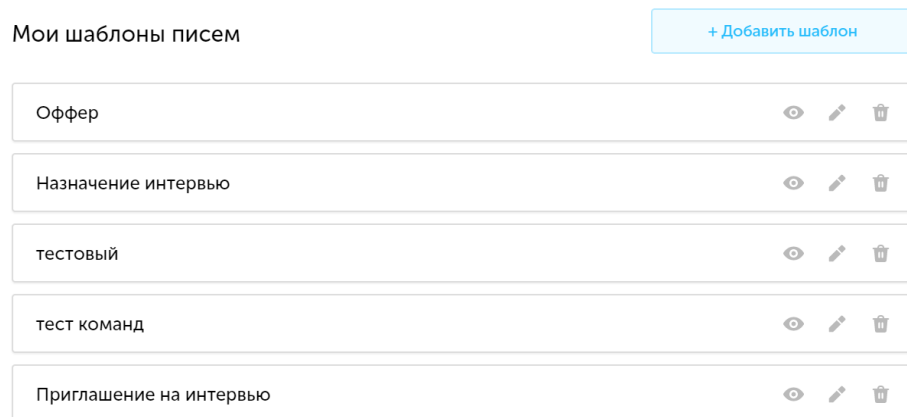 Мои шаблоны писем
+ Добавить шаблон
Оффер
Назначение интервью
тестовый
тест команд
Приглашение на интервью